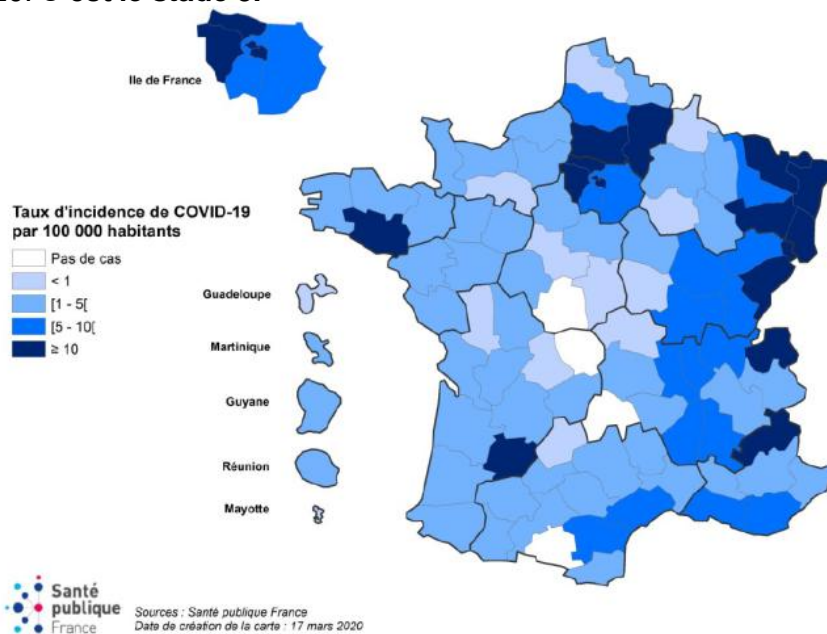 Ile de France
Taux d'incidence de COVID-19
par 100 000 habitants
Pas de cas
< 1
[1 - 5[
[5 - 10[
≥ 10
Guadeloupe
Martinique
Guyane
Réunion
Mayotte
Santé
publique
France
Sources : Santé publique France
Date de création de la carte : 17 mars 2020